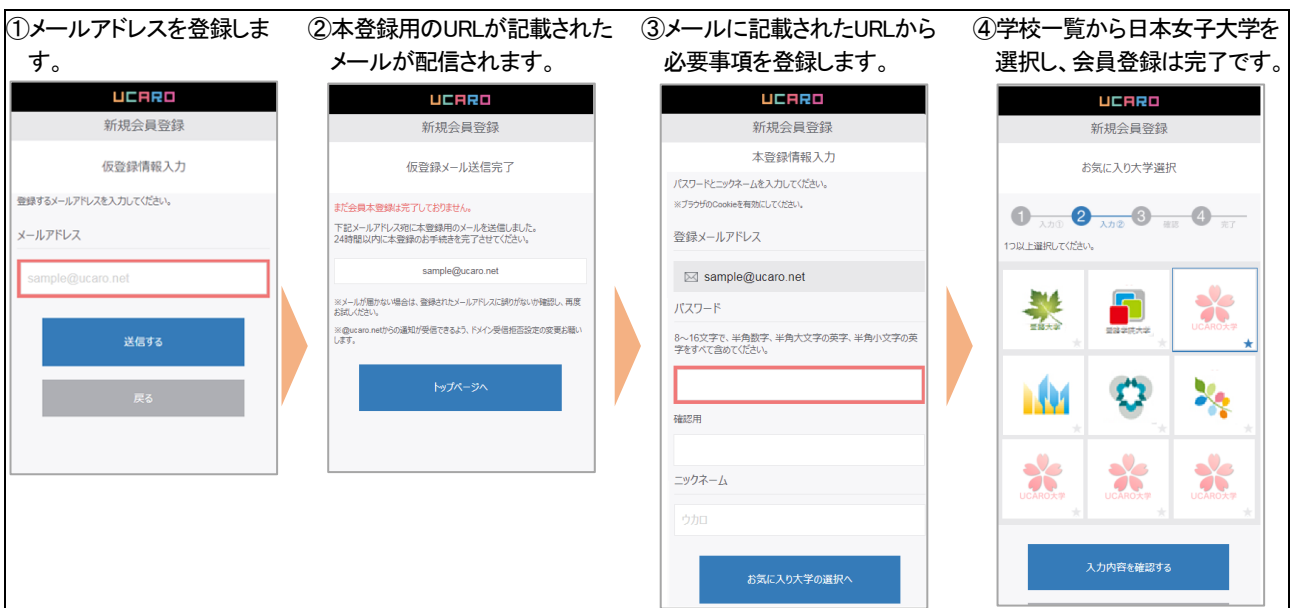 ①メールアドレスを登録しま
す。
UCARO
新規会員登録
仮登録情報入力
登録するメールアドレスを入力してください。
メールアドレス
sample@ucaro.net
送信する
戻る
②本登録用のURLが記載された
メールが配信されます。
UCARO
新規会員登録
仮登録メール送信完了
まだ会員本登録は完了しておりません。
下記メールアドレス宛に本登録用のメールを送信しました。
24時間以内に本登録のお手続きを完了させてください。
sample@ucaro.net
※メールが届かない場合は、登録されたメールアドレスに誤りがないか確認し、再度
お試しください。
※@ucaro.netからの通知が受信できるよう、ドメイン受信拒否設定の変更お願い
します。
トップページへ
③メールに記載されたURLから
必要事項を登録します。
UCARO
新規会員登録
本登録情報入力
パスワードとニックネームを入力してください。
※ブラウザのCookieを有効にしてください。
登録メールアドレス
sample@ucaro.net
パスワード
8～16文字で、半角数字、半角大文字の英字、半角小文字の英
字をすべて含めてください。
確認用
ニックネーム
ウカロ
お気に入り大学の選択へ
④学校一覧から日本女子大学を
選択し、会員登録は完了です。
UCARO
新規会員登録
お気に入り大学選択
1 入力① 2 入力② 3 確認 4 完了
1つ以上選択してください。
UCARO大学
UCARO大学 UCARO大学 UCARO大学
入力内容を確認する